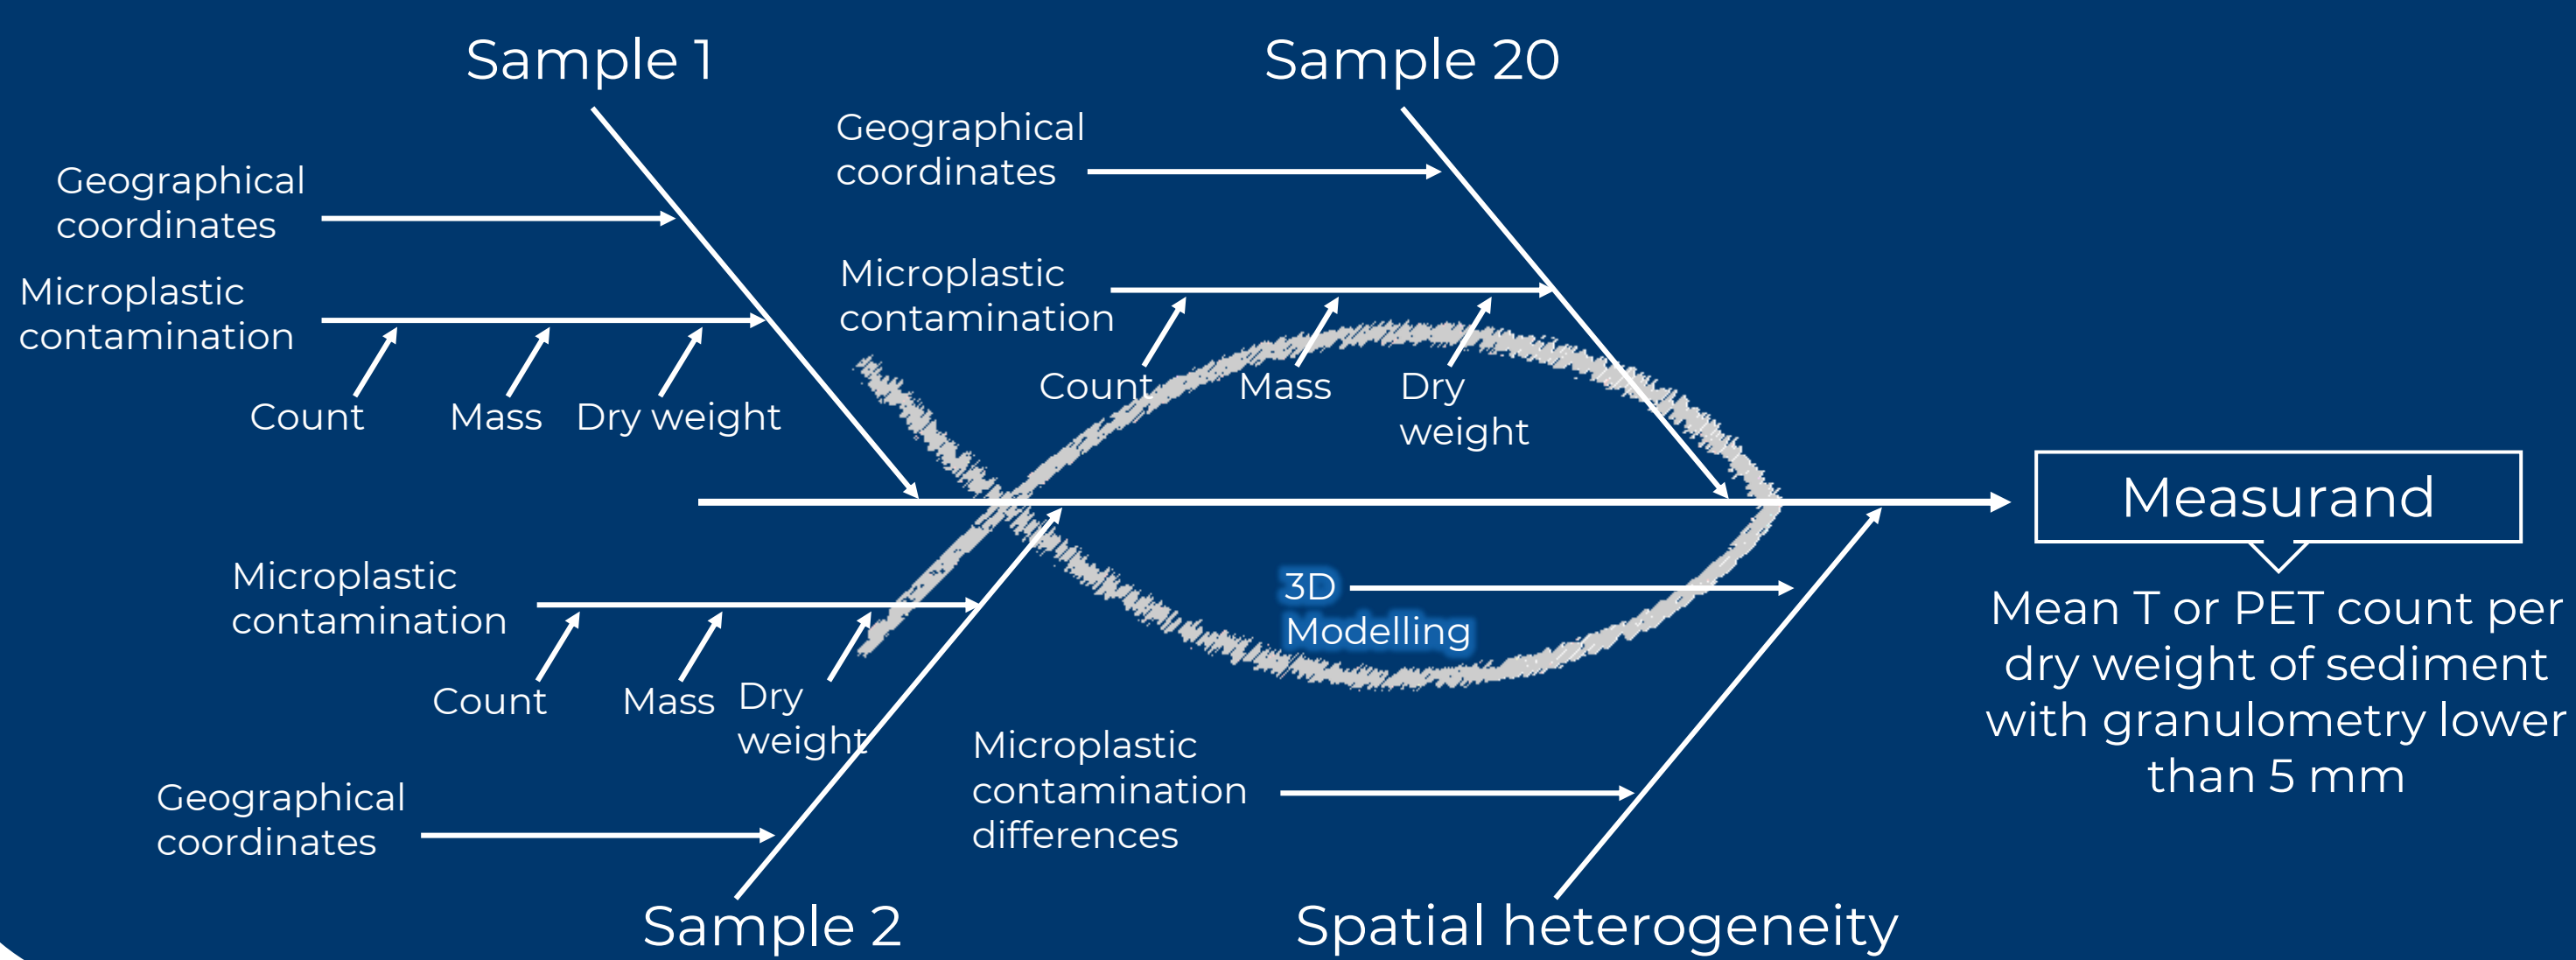 Sample 1
Sample 20
Geographical
coordinates
Geographical
coordinates
Microplastic
contamination
Microplastic
contamination
Count
Mass
Dry weight
Count
Mass
Dry
weight
Measurand
Mean T or PET count per
dry weight of sediment
with granulometry lower
than 5 mm
Microplastic
contamination
3D
Modelling
Count
Mass
Dry
weight
Microplastic
contamination
differences
Geographical
coordinates
Sample 2
Spatial heterogeneity